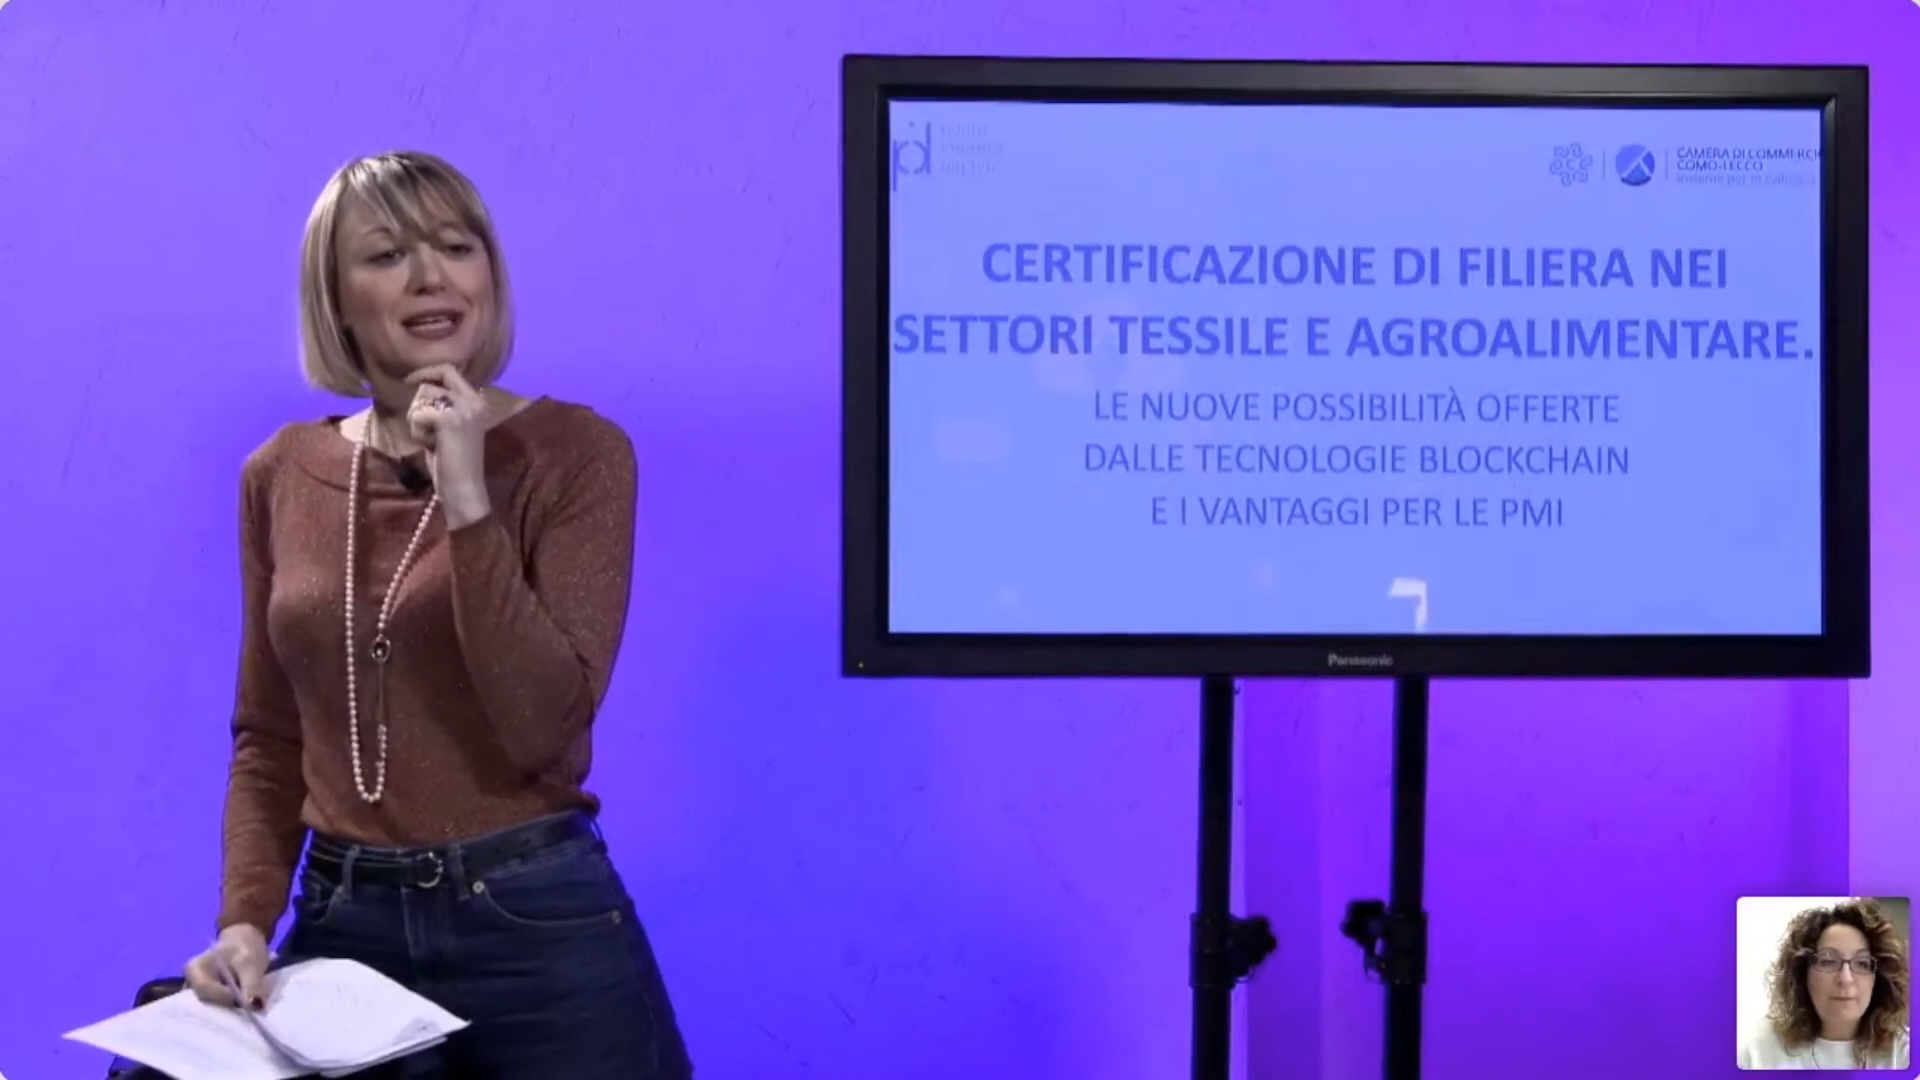 CAMERA DI COMMERCIO
COMO-LECCO
CERTIFICAZIONE DI FILIERA NEI
SETTORI TESSILE E AGROALIMENTARE.
LE NUOVE POSSIBILITÀ OFFERTE
DALLE TECNOLOGIE BLOCKCHAIN
E I VANTAGGI PER LE PMI
Panasonic